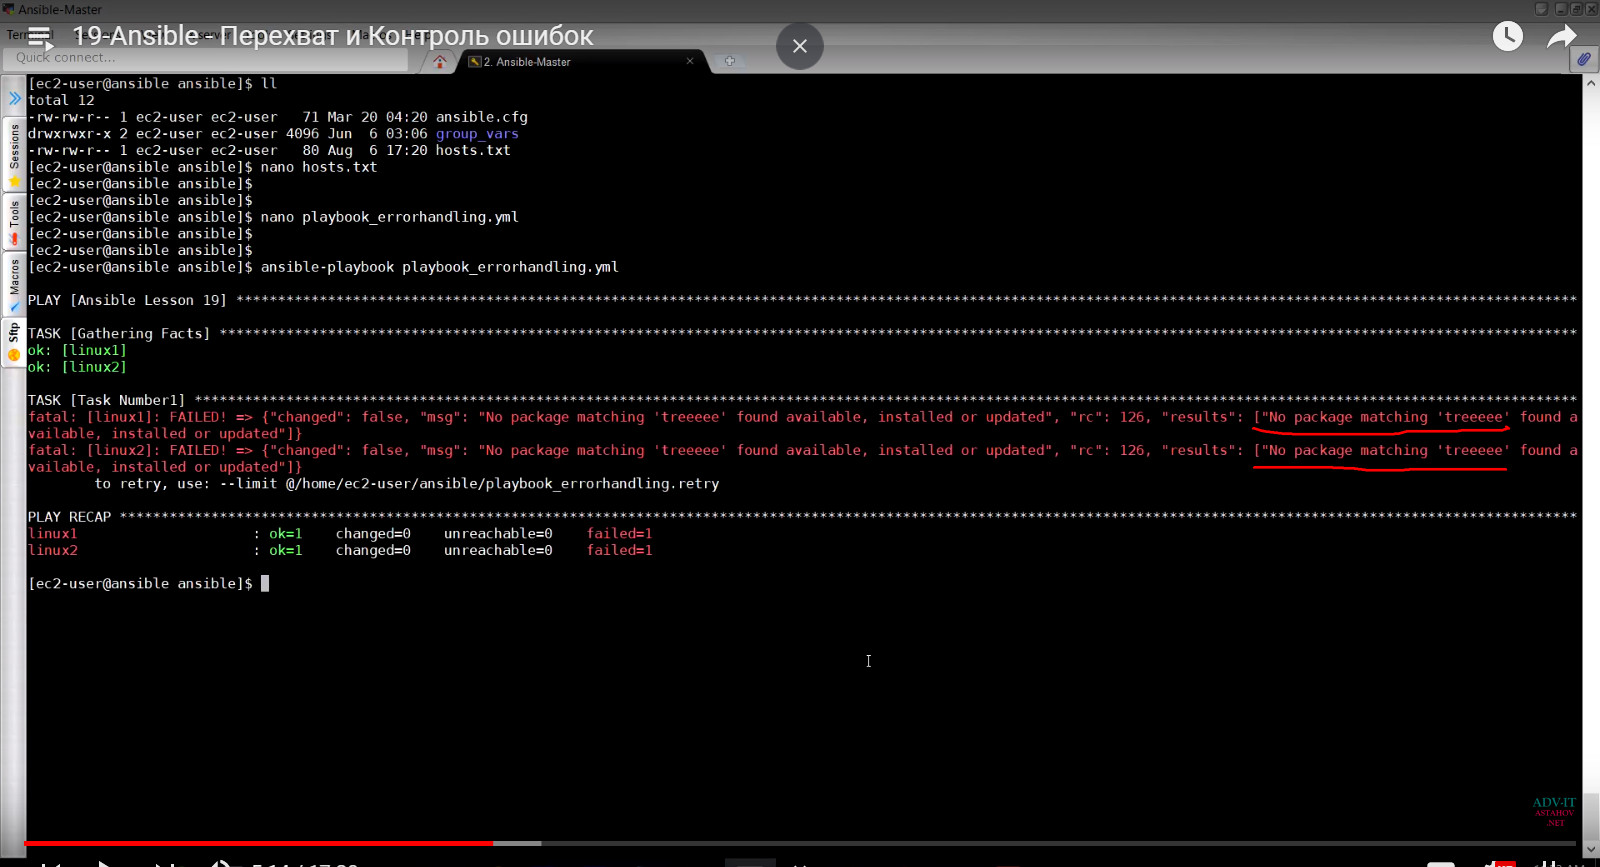 Ansible-Master
19-Ansible - Перехват и Контроль ошибок
Quick connect...
2. Ansible-Master
Sessions
Tools
Macros
Sftp
[ec2-user@ansible ansible]$ ll
total 12
-rw-rw-r-- 1 ec2-user ec2-user   71 Mar 20 04:20 ansible.cfg
drwxrwxr-x 2 ec2-user ec2-user 4096 Jun  6 03:06 group_vars
-rw-rw-r-- 1 ec2-user ec2-user   80 Aug  6 17:20 hosts.txt
[ec2-user@ansible ansible]$ nano hosts.txt
[ec2-user@ansible ansible]$
[ec2-user@ansible ansible]$
[ec2-user@ansible ansible]$ nano playbook_errorhandling.yml
[ec2-user@ansible ansible]$
[ec2-user@ansible ansible]$
[ec2-user@ansible ansible]$ ansible-playbook playbook_errorhandling.yml
PLAY [Ansible Lesson 19] ****************************************************************
TASK [Gathering Facts] ****************************************************************
ok: [linux1]
ok: [linux2]
TASK [Task Number1] ****************************************************************
fatal: [linux1]: FAILED! => {"changed": false, "msg": "No package matching 'treeeee' found available, installed or updated", "rc": 126, "results": ["No package matching 'treeeee' found a
vailable, installed or updated"]}
fatal: [linux2]: FAILED! => {"changed": false, "msg": "No package matching 'treeeee' found available, installed or updated", "rc": 126, "results": ["No package matching 'treeeee' found a
vailable, installed or updated"]}
to retry, use: --limit @/home/ec2-user/ansible/playbook_errorhandling.retry
PLAY RECAP ****************************************************************
linux1 : ok=1 changed=0 unreachable=0 failed=1
linux2 : ok=1 changed=0 unreachable=0 failed=1
[ec2-user@ansible ansible]$
ADV-IT
ASTAHOV
.NET